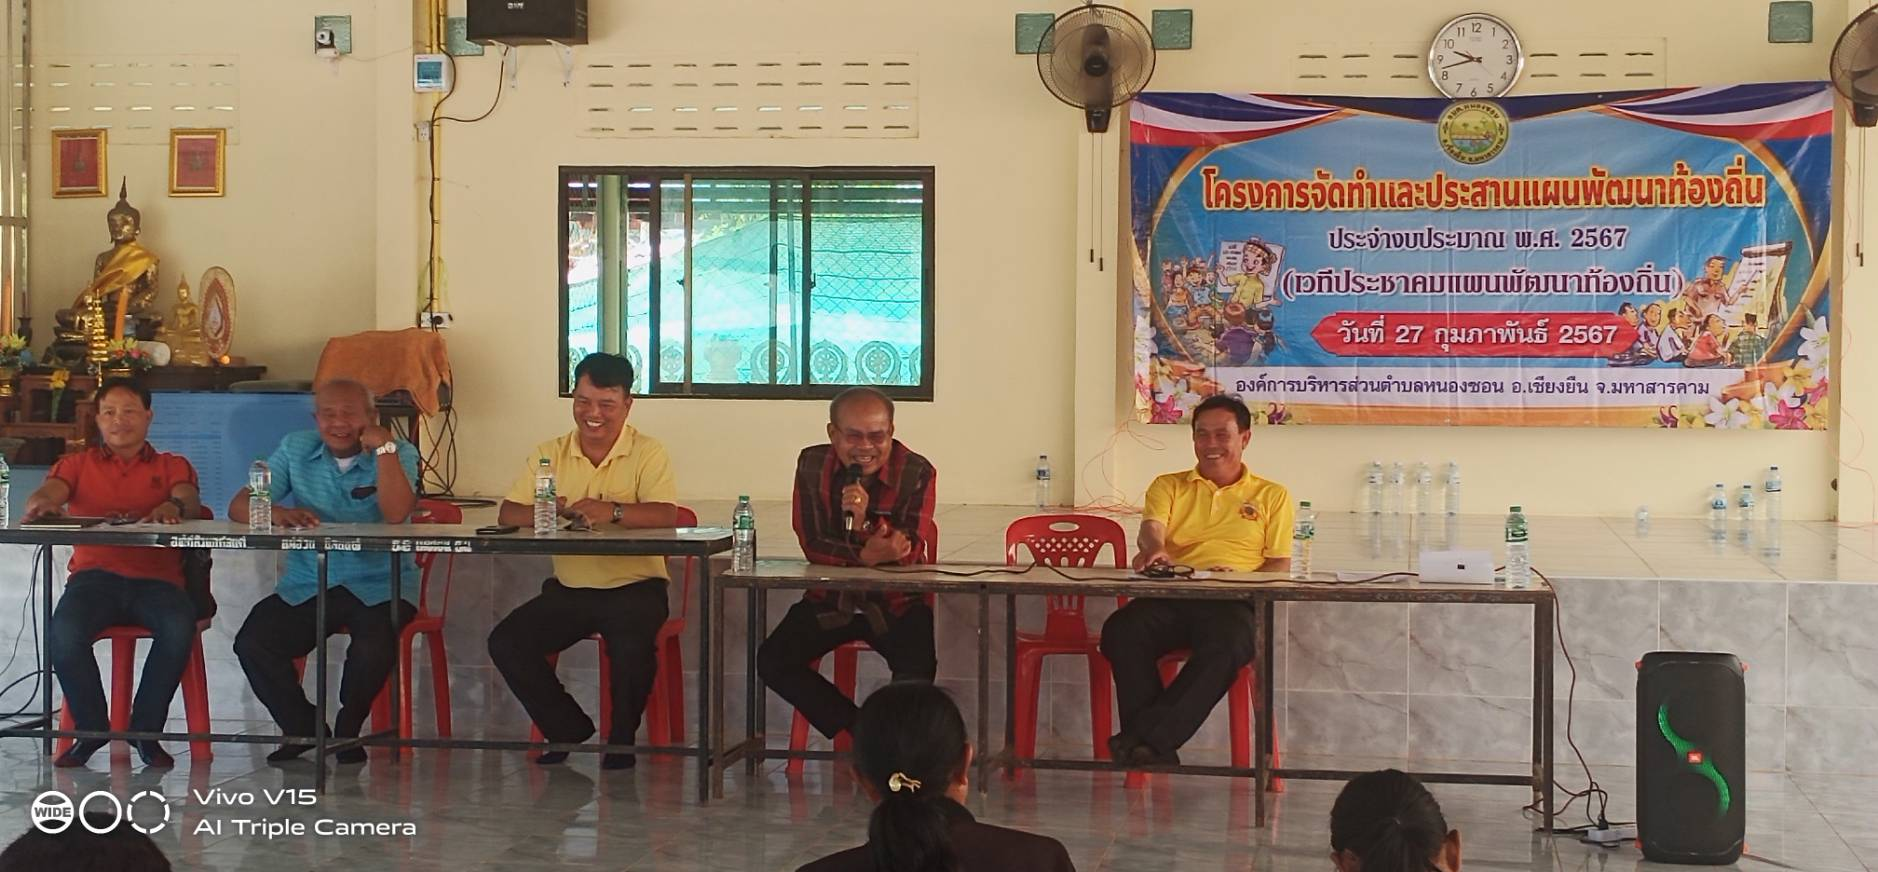 โครงการจัดทำและประสานแผนพัฒนาท้องถิ่น
ประจำงบประมาณ พ.ศ. 2567
(เวทีประชาคมแผนพัฒนาท้องถิ่น)
วันที่ 27 กุมภาพันธ์ 2567
องค์การบริหารส่วนตำบลหนองซอน อ.เชียงยืน จ.มหาสารคาม
JBL
WIDE
Vivo V15
AI Triple Camera